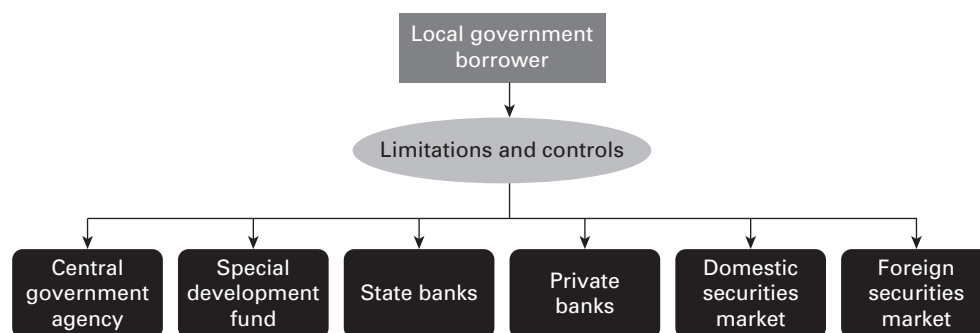 Local government
borrower
Limitations and controls
Central
government
agency
Special
development
fund
State banks
Private
banks
Domestic
securities
market
Foreign
securities
market